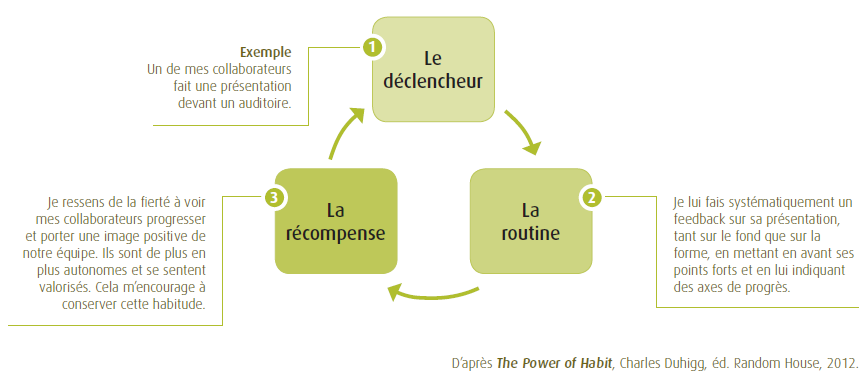 Exemple
Un de mes collaborateurs
fait une présentation
devant un auditoire.
1
Le
déclencheur
Je ressens de la fierté à voir
mes collaborateurs progresser
et porter une image positive de
notre équipe. Ils sont de plus en
plus autonomes et se sentent
valorisés. Cela m’encourage à
conserver cette habitude.
3
La
récompense
La
routine
2
Je lui fais systématiquement un
feedback sur sa présentation,
tant sur le fond que sur la
forme, en mettant en avant ses
points forts et en lui indiquant
des axes de progrès.
D’après The Power of Habit, Charles Duhigg, éd. Random House, 2012.